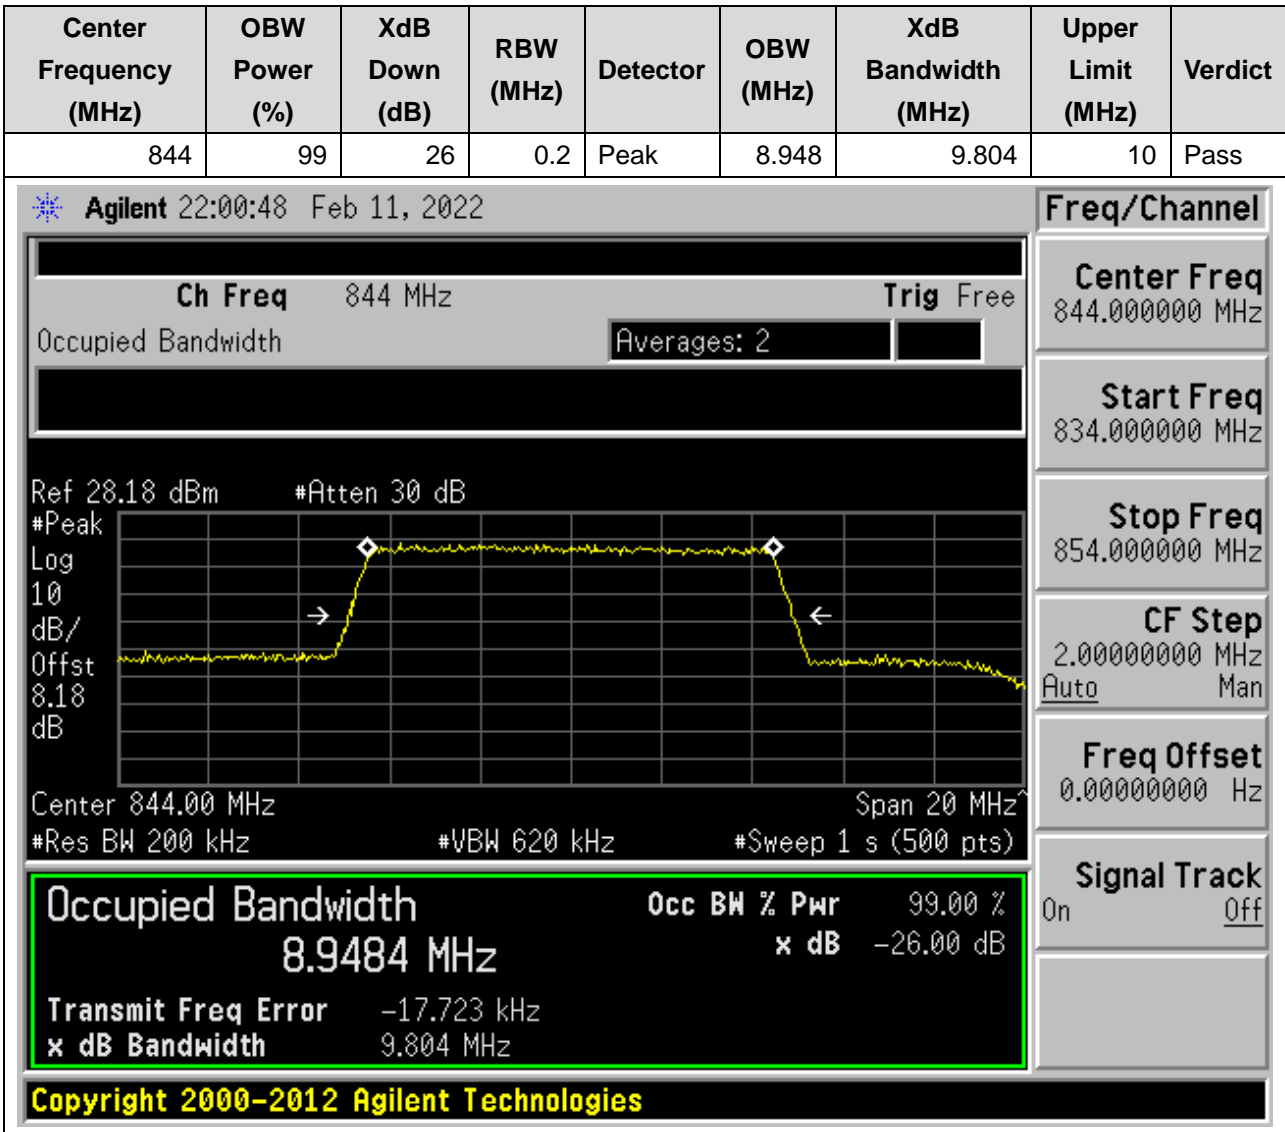 Center Frequency (MHz) OBW Power (%) XdB Down (dB) RBW (MHz) Detector OBW (MHz) XdB Bandwidth (MHz) Upper Limit (MHz) Verdict
844 99 26 0.2 Peak 8.948 9.804 10 Pass
Agilent 22:00:48 Feb 11, 2022
Freq/Channel
Ch Freq 844 MHz Trig Free
Occupied Bandwidth Averages: 2
Center Freq
844.000000 MHz
Start Freq
834.000000 MHz
Stop Freq
854.000000 MHz
CF Step
2.00000000 MHz
Auto Man
Freq Offset
0.00000000 Hz
Signal Track
On Off
Ref 28.18 dBm #Atten 30 dB
#Peak
Log
10
dB/
Offst
8.18
dB
Center 844.00 MHz Span 20 MHz^
#Res BW 200 kHz #VBW 620 kHz #Sweep 1 s (500 pts)
Occupied Bandwidth Occ BW % Pwr 99.00 %
8.9484 MHz x dB -26.00 dB
Transmit Freq Error -17.723 kHz
x dB Bandwidth 9.804 MHz
Copyright 2000-2012 Agilent Technologies